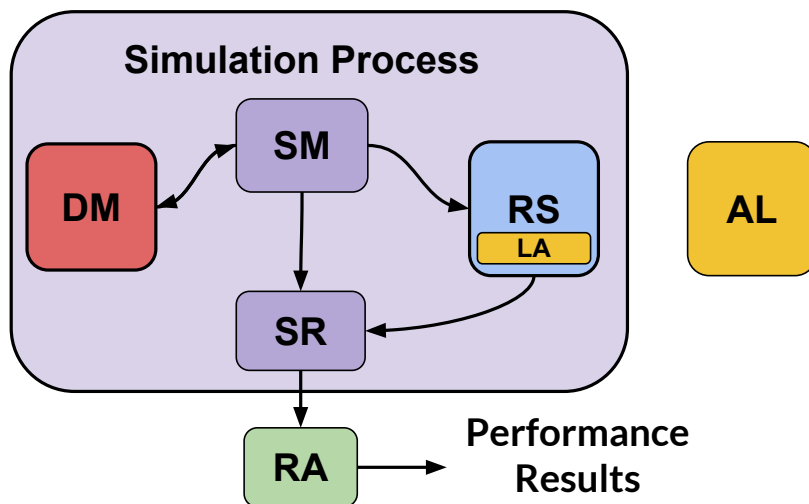 Simulation Process
SM
DM
RS
LA
AL
SR
RA
Performance
Results